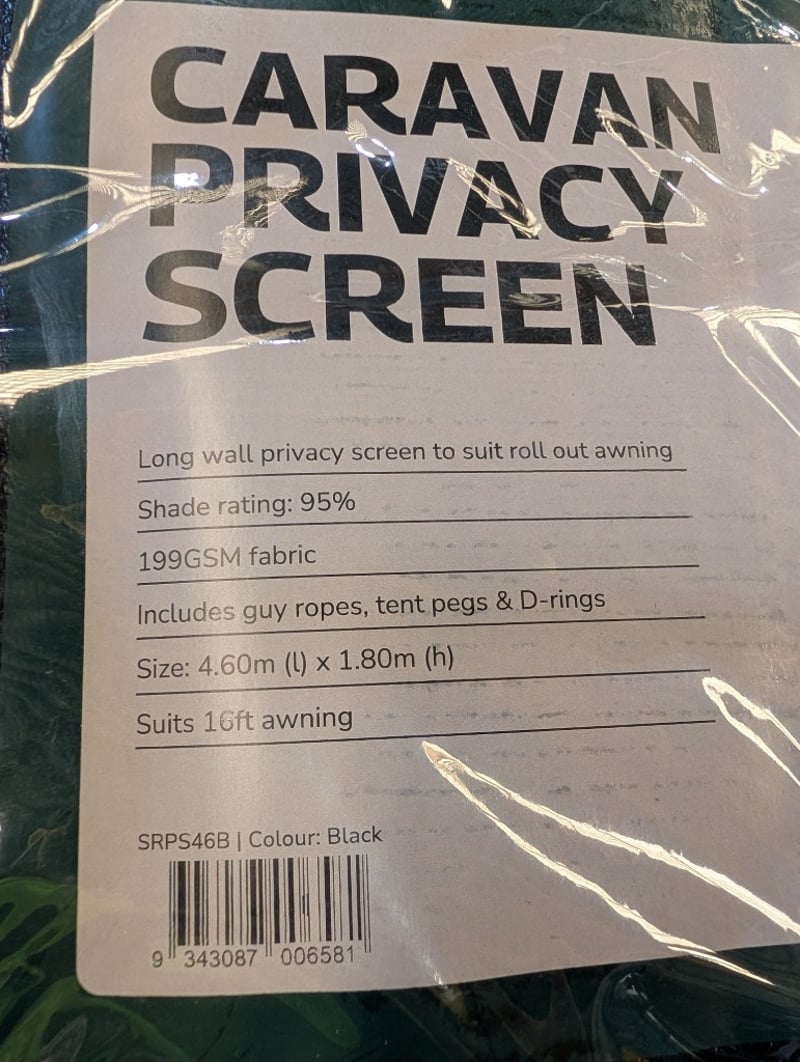 CARAVAN
PRIVACY
SCREEN
Long wall privacy screen to suit roll out awning
Shade rating: 95%
199GSM fabric
Includes guy ropes, tent pegs & D-rings
Size: 4.60m (l) x 1.80m (h)
Suits 16ft awning
SRPS46B | Colour: Black
9 343087 006581